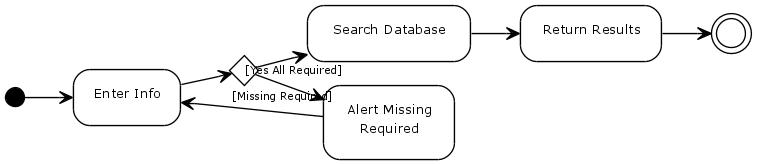 Search Database
Return Results
[Yes All Required]
Enter Info
[Missing Required]
Alert Missing
Required